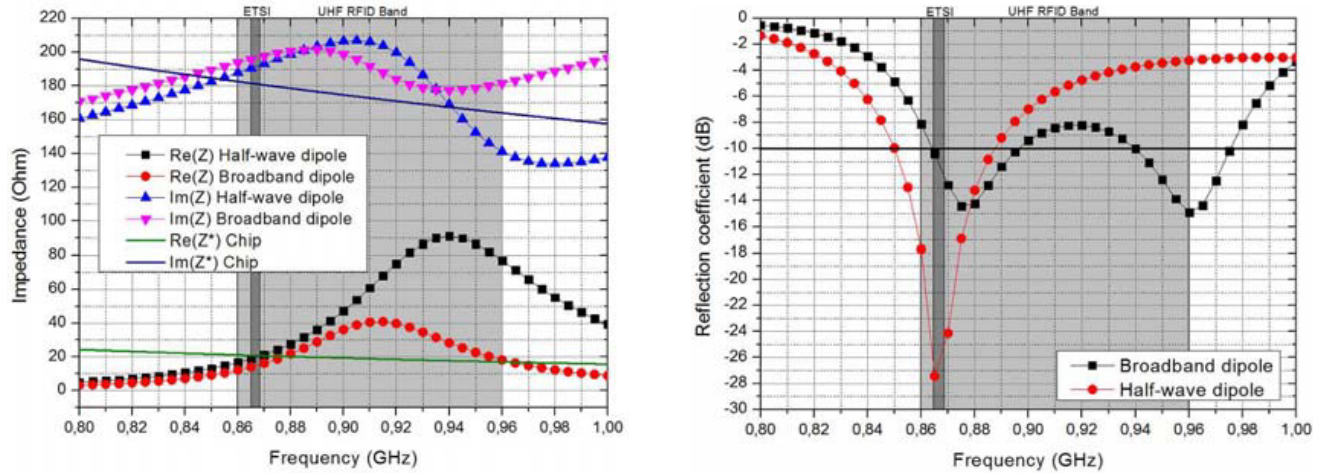 ETSI UHF RFID Band
220
200
180
160
140
120
100
80
60
40
20
0
Impedance (Ohm)
Re(Z) Half-wave dipole
Re(Z) Broadband dipole
Im(Z) Half-wave dipole
Im(Z) Broadband dipole
Re(Z*) Chip
Im(Z*) Chip
0,80 0,82 0,84 0,86 0,88 0,90 0,92 0,94 0,96 0,98 1,00
Frequency (GHz)
ETSI UHF RFID Band
0
-2
-4
-6
-8
-10
-12
-14
-16
-18
-20
-22
-24
-26
-28
-30
Reflection coefficient (dB)
Broadband dipole
Half-wave dipole
0,80 0,82 0,84 0,86 0,88 0,90 0,92 0,94 0,96 0,98 1,00
Frequency (GHz)